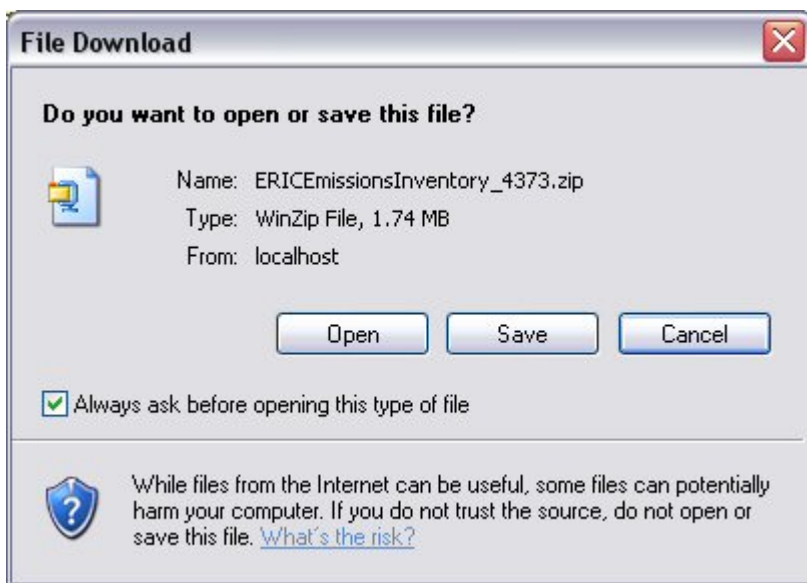 File Download
Do you want to open or save this file?
Name: ERICEmissionsInventory_4373.zip
Type: WinZip File, 1.74 MB
From: localhost
Open Save Cancel
Always ask before opening this type of file
While files from the Internet can be useful, some files can potentially
harm your computer. If you do not trust the source, do not open or
save this file. What's the risk?